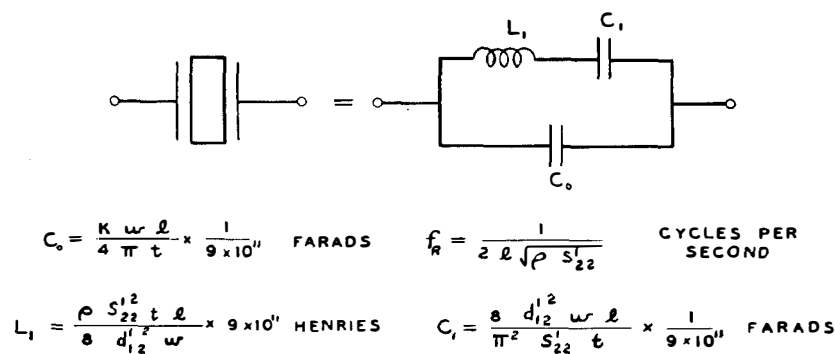 L₁ C₁
=
C₀
C₀ = K w l / 4 π t × 1 / 9 × 10¹¹ FARADS
f_R = 1 / 2 l √ρ S'₂₂ CYCLES PER SECOND
L₁ = ρ S'₂₂² t l / 8 d'₁₂² w × 9 × 10¹¹ HENRIES
C₁ = 8 d'₁₂² w l / π² S'₂₂ t × 1 / 9 × 10¹¹ FARADS